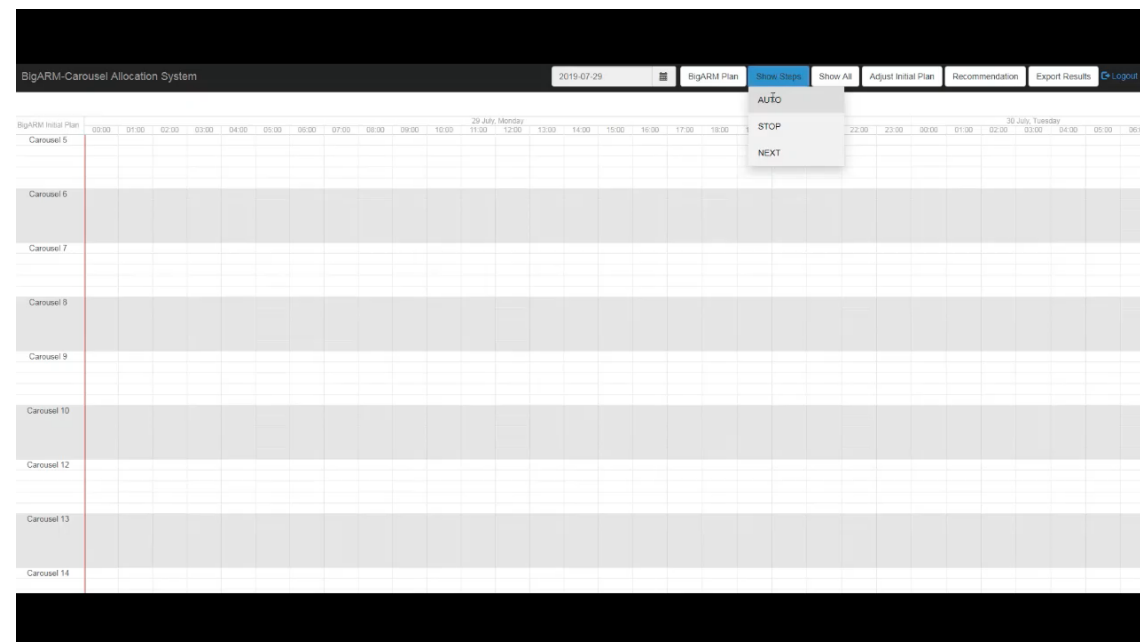 BigARM-Carousel Allocation System 2019-07-29 BigARM Plan Show Steps Show All Adjust Initial Plan Recommendation Export Results Logout
AUTO
STOP
NEXT
BigARM Initial Plan
29 July, Monday 30 July, Tuesday
00:00 01:00 02:00 03:00 04:00 05:00 06:00 07:00 08:00 09:00 10:00 11:00 12:00 13:00 14:00 15:00 16:00 17:00 18:00 22:00 23:00 00:00 01:00 02:00 03:00 04:00 05:00
Carousel 5
Carousel 6
Carousel 7
Carousel 8
Carousel 9
Carousel 10
Carousel 12
Carousel 13
Carousel 14